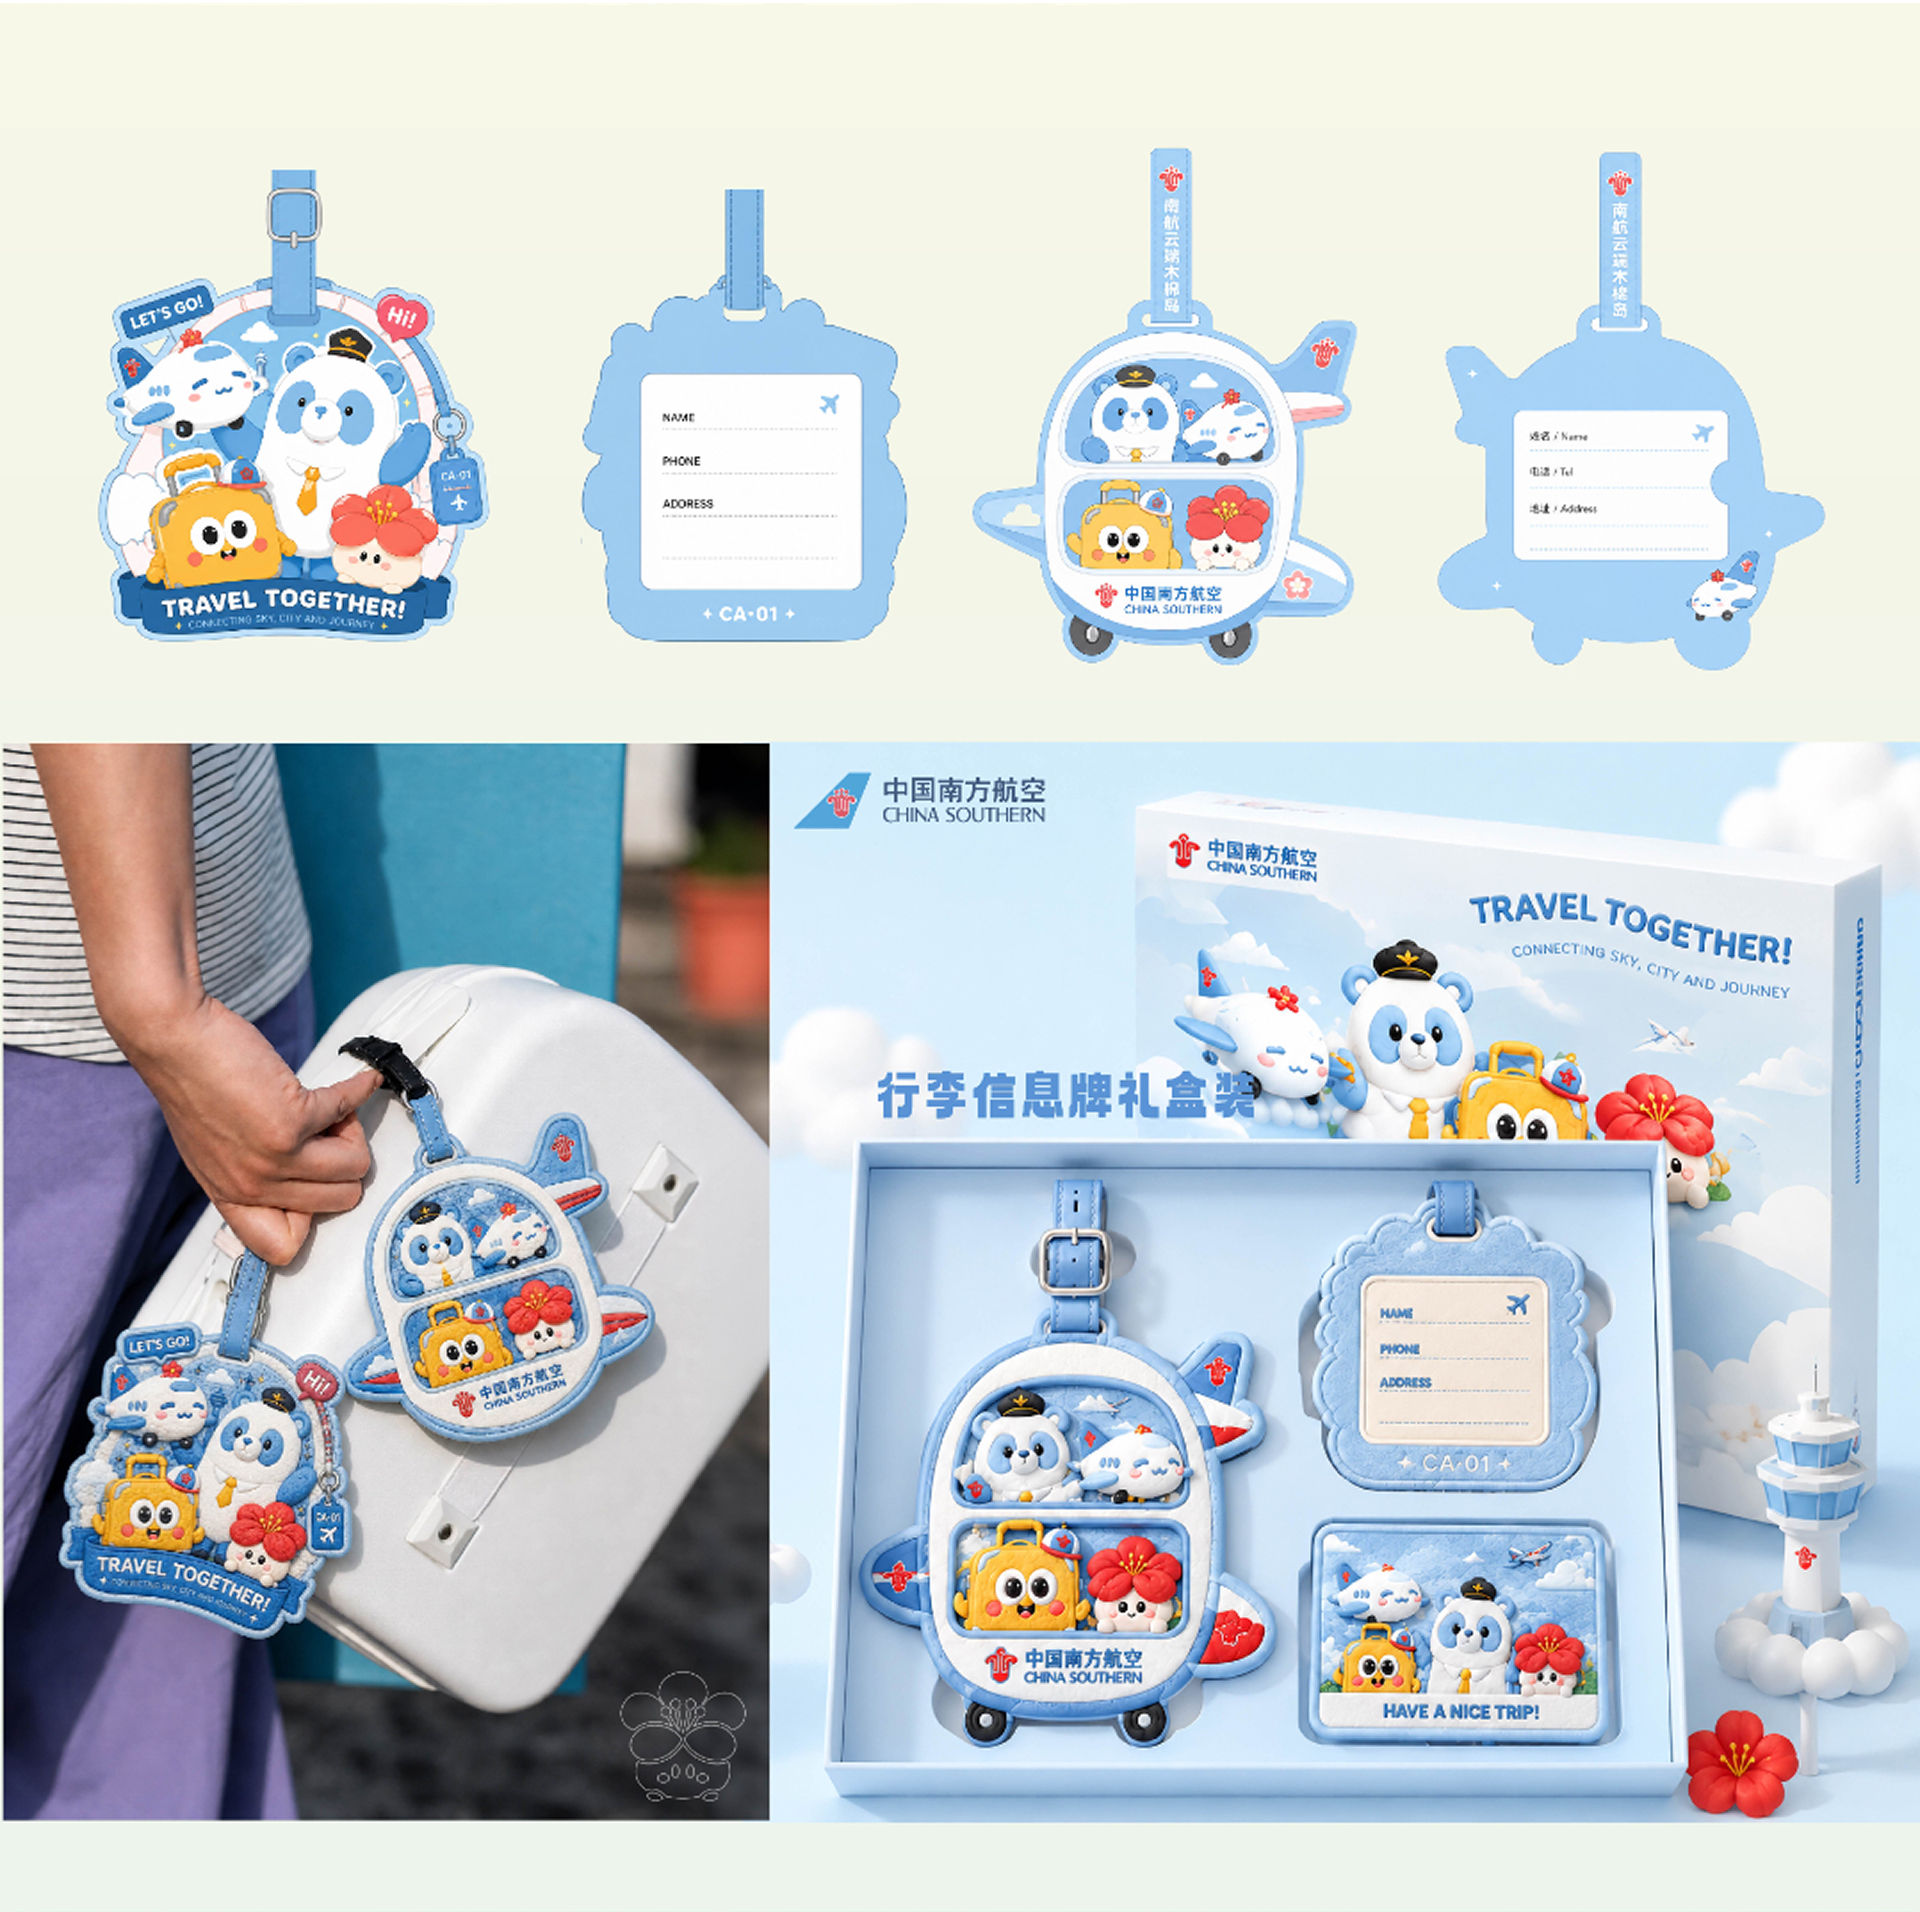 LET'S GO!
Hi!
CA-01
TRAVEL TOGETHER!
CONNECTING SKY, CITY AND JOURNEY
NAME
PHONE
ADDRESS
CA·01
南航云端木棉岛
中国南方航空
CHINA SOUTHERN
南航云端木棉岛
姓名 / Name
电话 / Tel
地址 / Address
中国南方航空
CHINA SOUTHERN
中国南方航空
CHINA SOUTHERN
TRAVEL TOGETHER!
CONNECTING SKY, CITY AND JOURNEY
行李信息牌礼盒装
中国南方航空
CHINA SOUTHERN
LET'S GO!
Hi!
CA-01
TRAVEL TOGETHER!
NAME
PHONE
ADDRESS
CA·01
中国南方航空
CHINA SOUTHERN
HAVE A NICE TRIP!